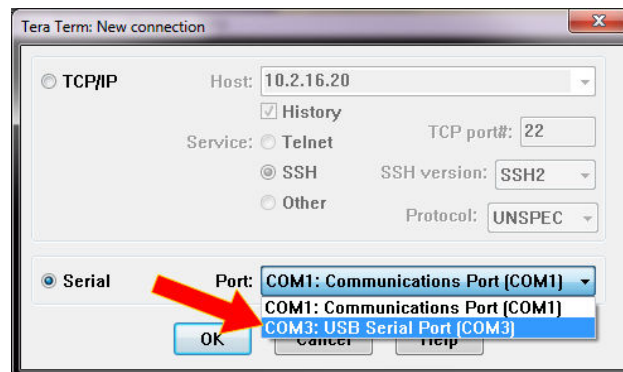 Tera Term: New connection
TCP/IP Host: 10.2.16.20
History
Service: Telnet TCP port#: 22
SSH SSH version: SSH2
Other Protocol: UNSPEC
Serial Port: COM1: Communications Port (COM1)
COM1: Communications Port (COM1)
COM3: USB Serial Port (COM3)
OK Cancel Help